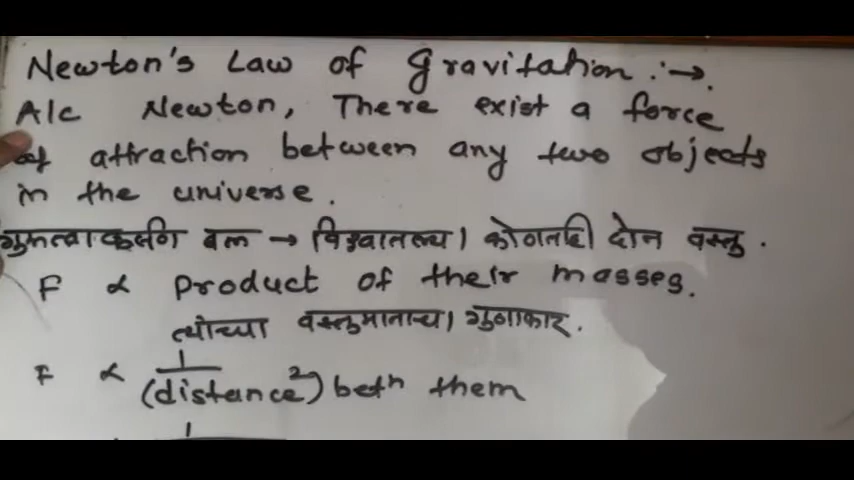 Newton's Law of gravitation :→.
A/c Newton, There exist a force
of attraction between any two objects
in the universe.
गुरुत्वाकर्षण बल → विश्वातल्या कोणतही दोन वस्तु.
F ∝ product of their masses.
त्यांच्या वस्तुमानाच्या गुणाकार.
F ∝ 1
(distance²) betⁿ them
1